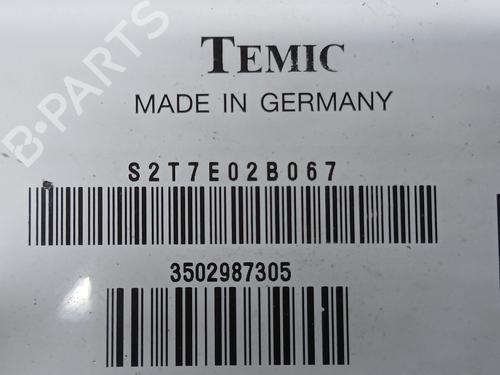 B-PARTS
TEMIC
MADE IN GERMANY
S2T7E02B067
3502987305